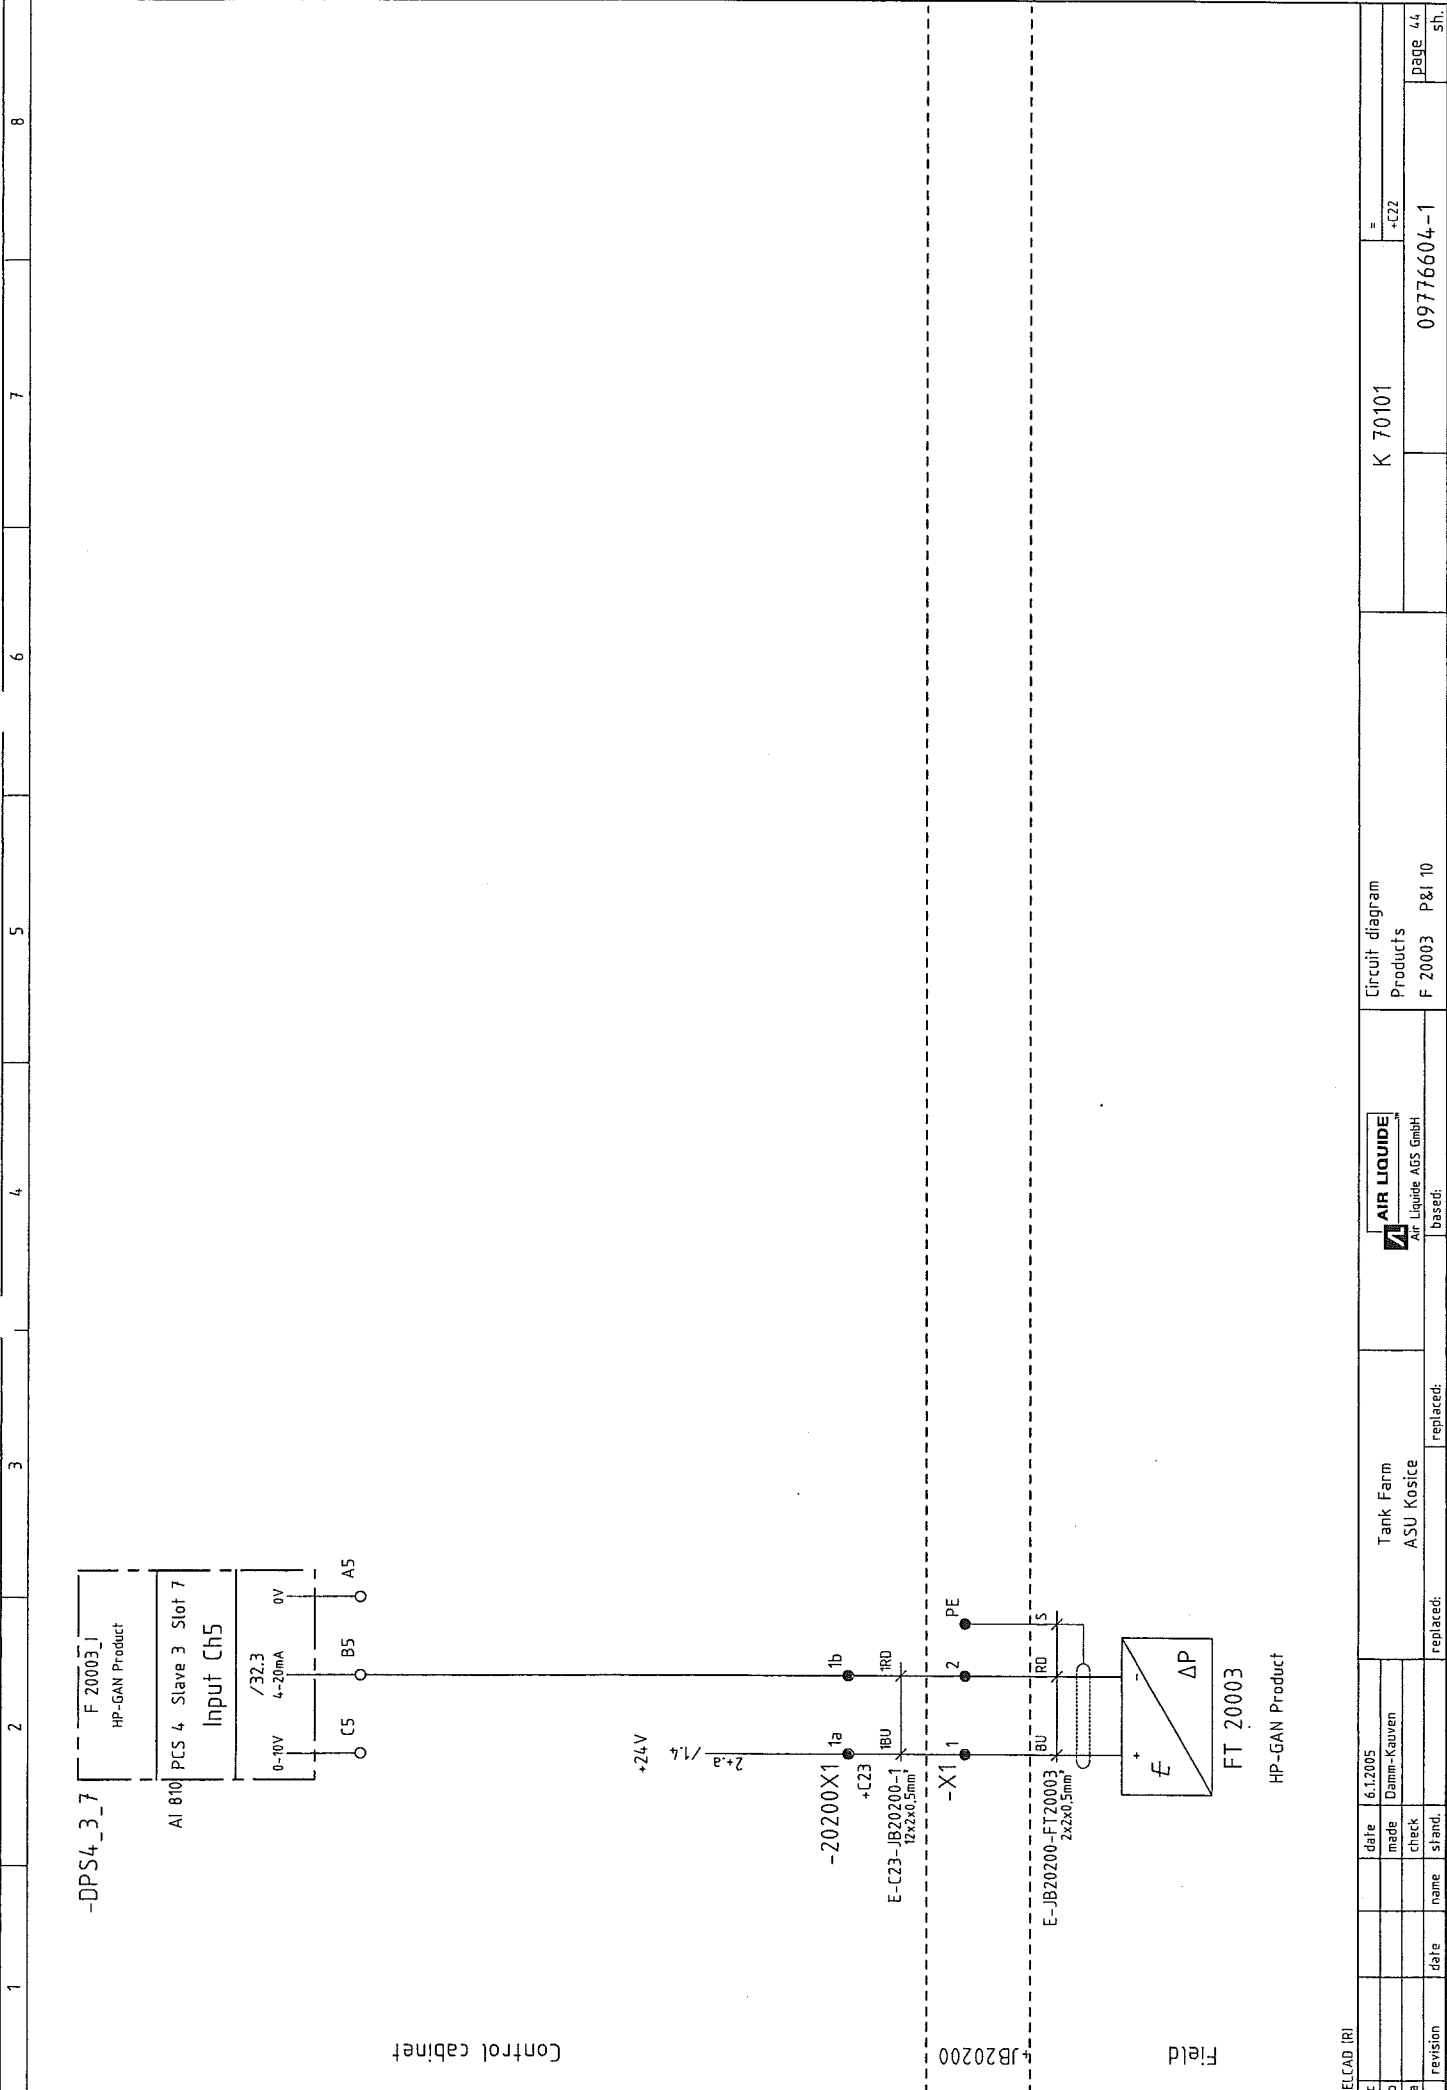 1 2 3 4 5 6 7 8
-DPS4_3_7
F 20003_I
HP-GAN Product
AI 810
PCS 4 Slave 3 Slot 7
Input Ch5
/32.3
0-10V 4-20mA 0V
C5 B5 A5
Control cabinet
+24V
/1.4
2+.a
-20200X1 1a 1b
+C23
E-C23-JB20200-1 1BU 1RD
12x2x0,5mm²
+JB20200
-X1 1 2 PE
E-JB20200-FT20003 BU RD S
2x2x0,5mm²
Field
+ -
E ΔP
FT 20003
HP-GAN Product
ELCAD (R)
revision date name
date 6.1.2005
made Damm-Kauven
check
stand.
Tank Farm
ASU Kosice
replaced: replaced: based:
AIR LIQUIDE
Air Liquide AGS GmbH
Circuit diagram
Products
F 20003 P&I 10
K 70101
=
+C22
09776604-1
page 44
sh.